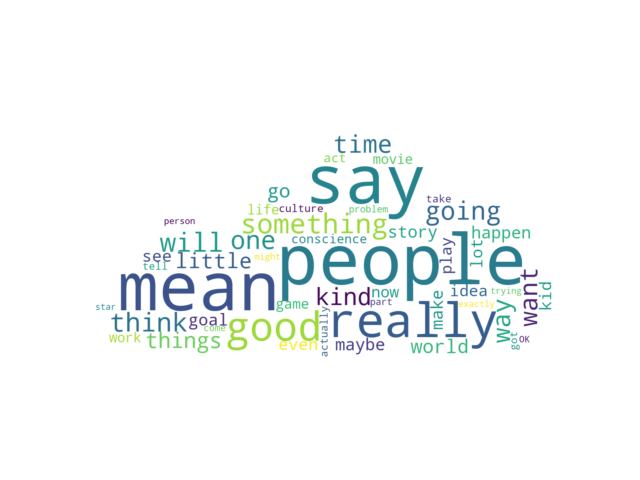 time
act
movie
say
go
take
life
culture
problem
going
person
something
story
happen
will
one
conscience
see
little
people
play
lot
tell
might
mean
kind
now
idea
trying
want
kid
star
game
part
exactly
think
goal
good
really
make
way
work
come
things
even
actually
maybe
world
got
OK